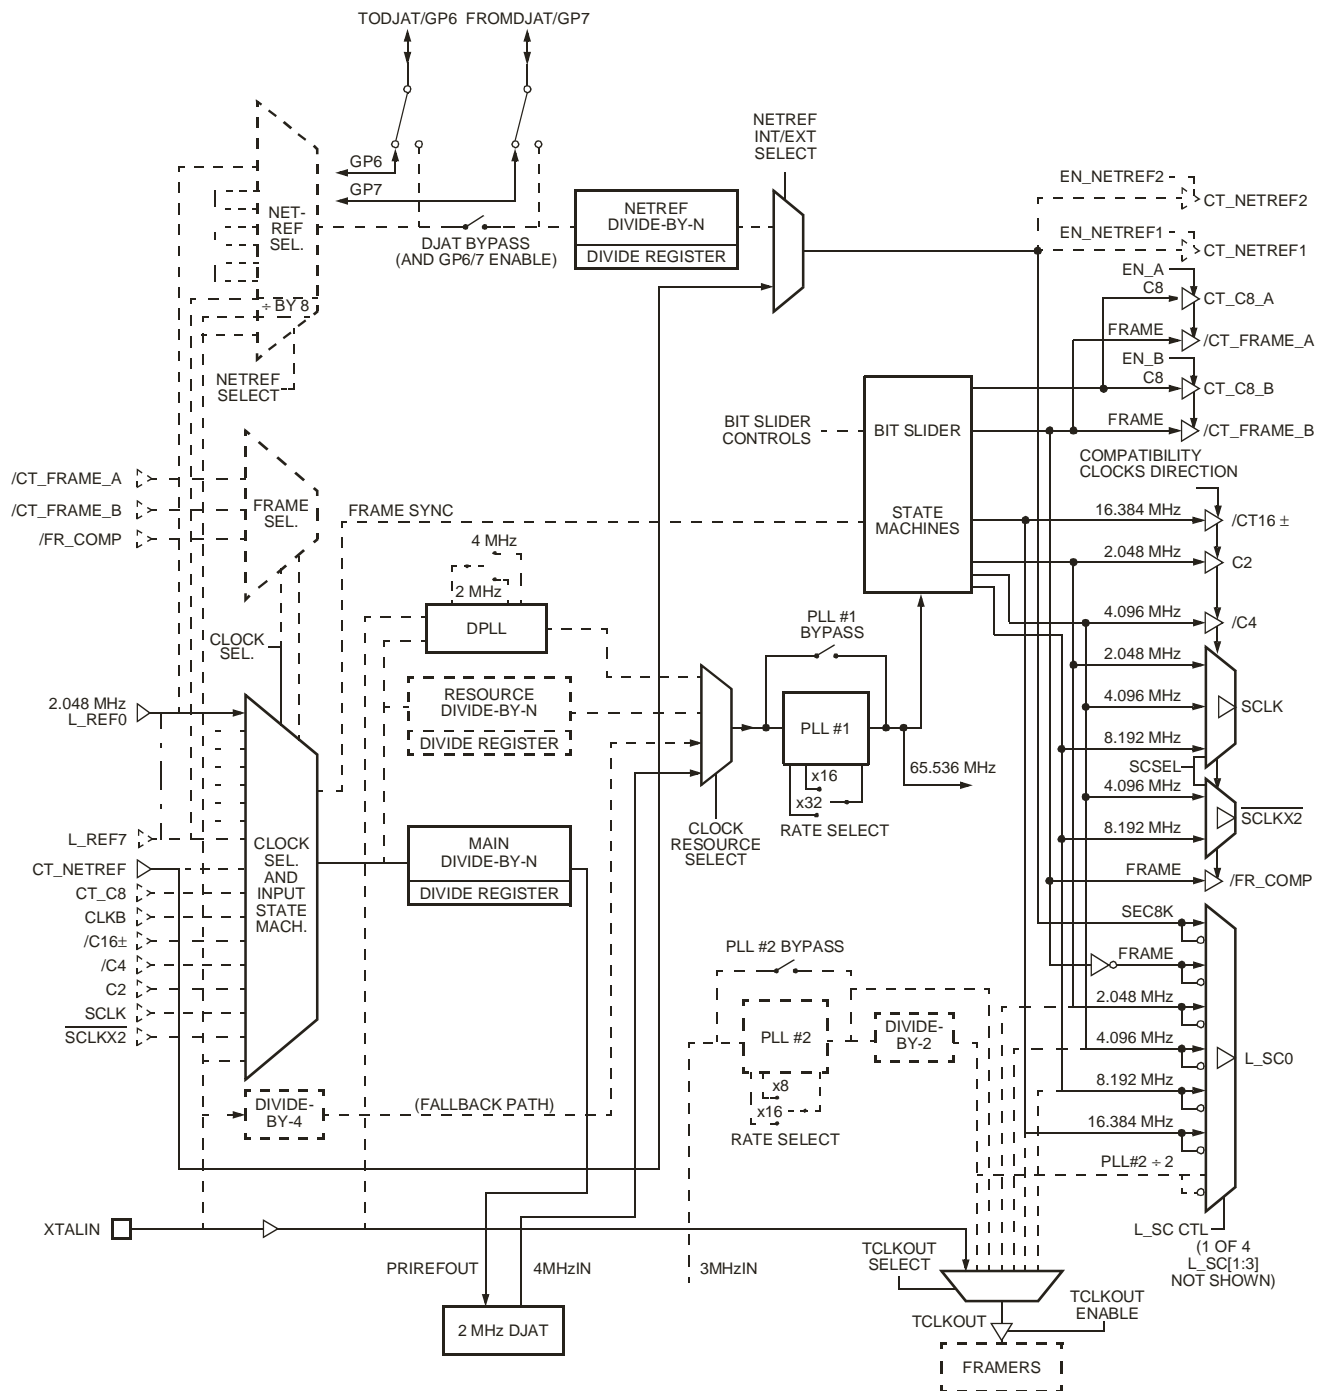 TODJAT/GP6 FROMDJAT/GP7
NETREF
INT/EXT
SELECT
GP6
GP7
NET-
REF
SEL.
DJAT BYPASS
(AND GP6/7 ENABLE)
NETREF
DIVIDE-BY-N
DIVIDE REGISTER
÷ BY 8
NETREF
SELECT
EN_NETREF2
CT_NETREF2
EN_NETREF1
CT_NETREF1
EN_A
C8
CT_C8_A
FRAME
/CT_FRAME_A
EN_B
C8
CT_C8_B
FRAME
/CT_FRAME_B
BIT SLIDER
CONTROLS
BIT SLIDER
STATE
MACHINES
COMPATIBILITY
CLOCKS DIRECTION
16.384 MHz
/CT16 ±
2.048 MHz
C2
4.096 MHz
/C4
2.048 MHz
4.096 MHz
SCLK
8.192 MHz
SCSEL
4.096 MHz
SCLKX2
8.192 MHz
FRAME
/FR_COMP
/CT_FRAME_A
/CT_FRAME_B
/FR_COMP
FRAME
SEL.
FRAME SYNC
4 MHz
2 MHz
DPLL
CLOCK
SEL.
RESOURCE
DIVIDE-BY-N
DIVIDE REGISTER
PLL #1
BYPASS
PLL #1
x16
x32
RATE SELECT
65.536 MHz
CLOCK
RESOURCE
SELECT
2.048 MHz
L_REF0
L_REF7
CT_NETREF
CT_C8
CLKB
/C16±
/C4
C2
SCLK
SCLKX2
CLOCK
SEL.
AND
INPUT
STATE
MACH.
MAIN
DIVIDE-BY-N
DIVIDE REGISTER
DIVIDE-
BY-4
(FALLBACK PATH)
PLL #2 BYPASS
PLL #2
x8
x16
RATE SELECT
DIVIDE-
BY-2
SEC8K
FRAME
2.048 MHz
4.096 MHz
L_SC0
8.192 MHz
16.384 MHz
PLL#2 ÷ 2
L_SC CTL
(1 OF 4
L_SC[1:3]
NOT SHOWN)
XTALIN
PRIREFOUT
4MHzIN
3MHzIN
2 MHz DJAT
TCLKOUT
SELECT
TCLKOUT
TCLKOUT
ENABLE
FRAMERS